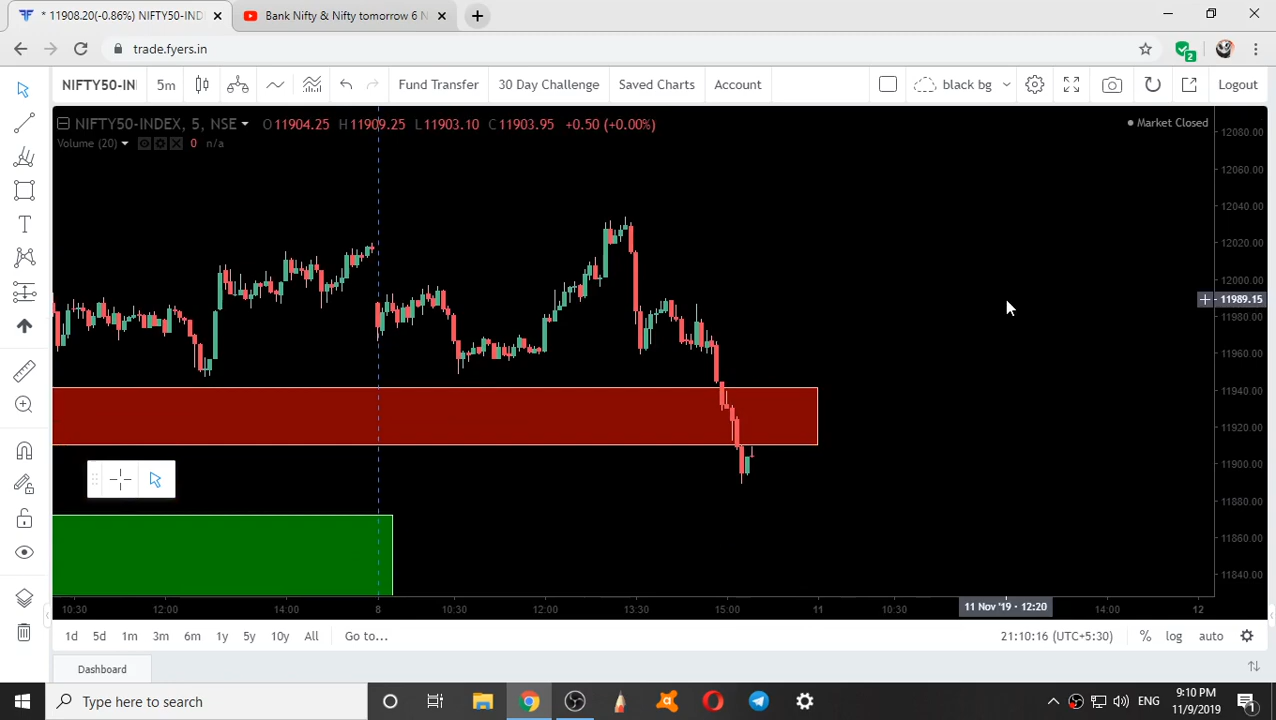 * 11908.20(-0.86%) NIFTY50-IND
Bank Nifty & Nifty tomorrow 6 N
trade.fyers.in
2
NIFTY50-IN
5m
Fund Transfer
30 Day Challenge
Saved Charts
Account
black bg
Logout
NIFTY50-INDEX, 5, NSE
O11904.25 H11909.25 L11903.10 C11903.95 +0.50 (+0.00%)
Market Closed
Volume (20)
0 n/a
12080.00
12060.00
12040.00
12020.00
12000.00
11989.15
11980.00
11960.00
11940.00
11920.00
11900.00
11880.00
11860.00
11840.00
10:30 12:00 14:00 8 10:30 12:00 13:30 15:00 11 10:30 11 Nov '19 - 12:20 14:00 12
1d 5d 1m 3m 6m 1y 5y 10y All Go to...
21:10:16 (UTC+5:30) % log auto
Dashboard
Type here to search
ENG
9:10 PM
11/9/2019
1